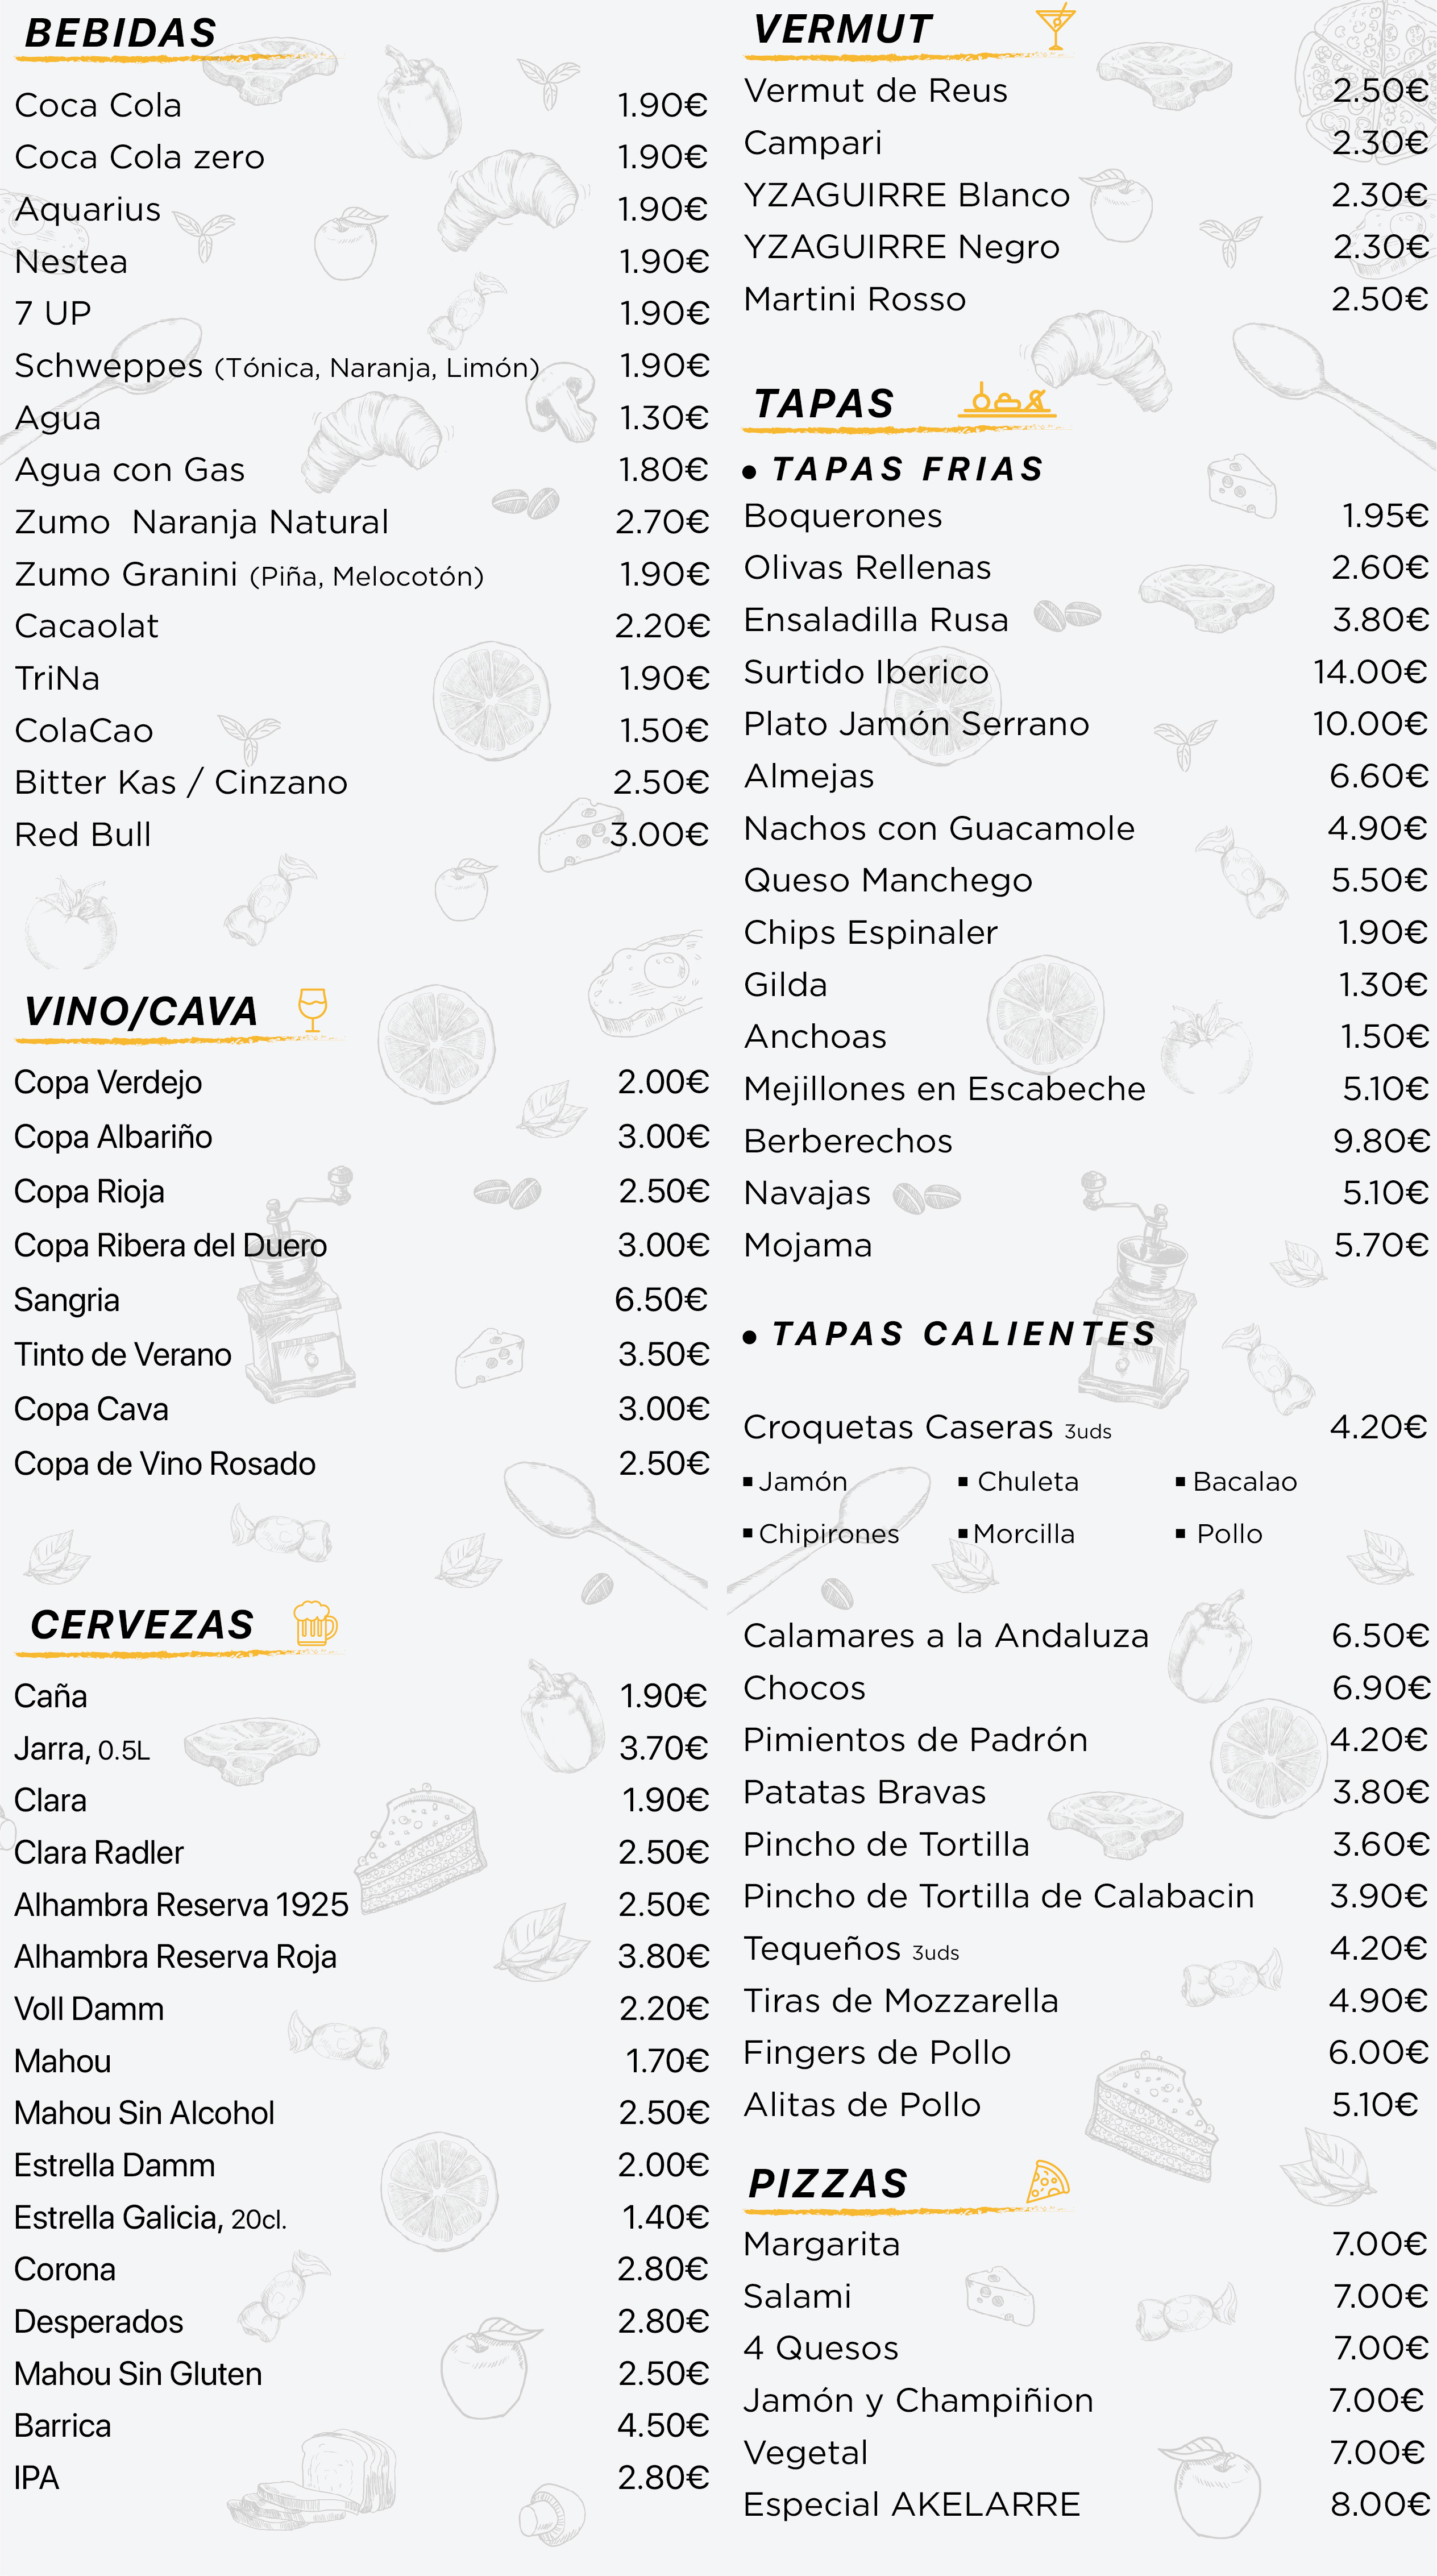 BEBIDAS
Coca Cola 1.90€
Coca Cola zero 1.90€
Aquarius 1.90€
Nestea 1.90€
7 UP 1.90€
Schweppes (Tónica, Naranja, Limón) 1.90€
Agua 1.30€
Agua con Gas 1.80€
Zumo Naranja Natural 2.70€
Zumo Granini (Piña, Melocotón) 1.90€
Cacaolat 2.20€
TriNa 1.90€
ColaCao 1.50€
Bitter Kas / Cinzano 2.50€
Red Bull 3.00€
VINO/CAVA
Copa Verdejo 2.00€
Copa Albariño 3.00€
Copa Rioja 2.50€
Copa Ribera del Duero 3.00€
Sangria 6.50€
Tinto de Verano 3.50€
Copa Cava 3.00€
Copa de Vino Rosado 2.50€
CERVEZAS
Caña 1.90€
Jarra, 0.5L 3.70€
Clara 1.90€
Clara Radler 2.50€
Alhambra Reserva 1925 2.50€
Alhambra Reserva Roja 3.80€
Voll Damm 2.20€
Mahou 1.70€
Mahou Sin Alcohol 2.50€
Estrella Damm 2.00€
Estrella Galicia, 20cl. 1.40€
Corona 2.80€
Desperados 2.80€
Mahou Sin Gluten 2.50€
Barrica 4.50€
IPA 2.80€
VERMUT
Vermut de Reus 2.50€
Campari 2.30€
YZAGUIRRE Blanco 2.30€
YZAGUIRRE Negro 2.30€
Martini Rosso 2.50€
TAPAS
• TAPAS FRIAS
Boquerones 1.95€
Olivas Rellenas 2.60€
Ensaladilla Rusa 3.80€
Surtido Iberico 14.00€
Plato Jamón Serrano 10.00€
Almejas 6.60€
Nachos con Guacamole 4.90€
Queso Manchego 5.50€
Chips Espinaler 1.90€
Gilda 1.30€
Anchoas 1.50€
Mejillones en Escabeche 5.10€
Berberechos 9.80€
Navajas 5.10€
Mojama 5.70€
• TAPAS CALIENTES
Croquetas Caseras 3uds 4.20€
▪ Jamón ▪ Chuleta ▪ Bacalao
▪ Chipirones ▪ Morcilla ▪ Pollo
Calamares a la Andaluza 6.50€
Chocos 6.90€
Pimientos de Padrón 4.20€
Patatas Bravas 3.80€
Pincho de Tortilla 3.60€
Pincho de Tortilla de Calabacin 3.90€
Tequeños 3uds 4.20€
Tiras de Mozzarella 4.90€
Fingers de Pollo 6.00€
Alitas de Pollo 5.10€
PIZZAS
Margarita 7.00€
Salami 7.00€
4 Quesos 7.00€
Jamón y Champiñion 7.00€
Vegetal 7.00€
Especial AKELARRE 8.00€